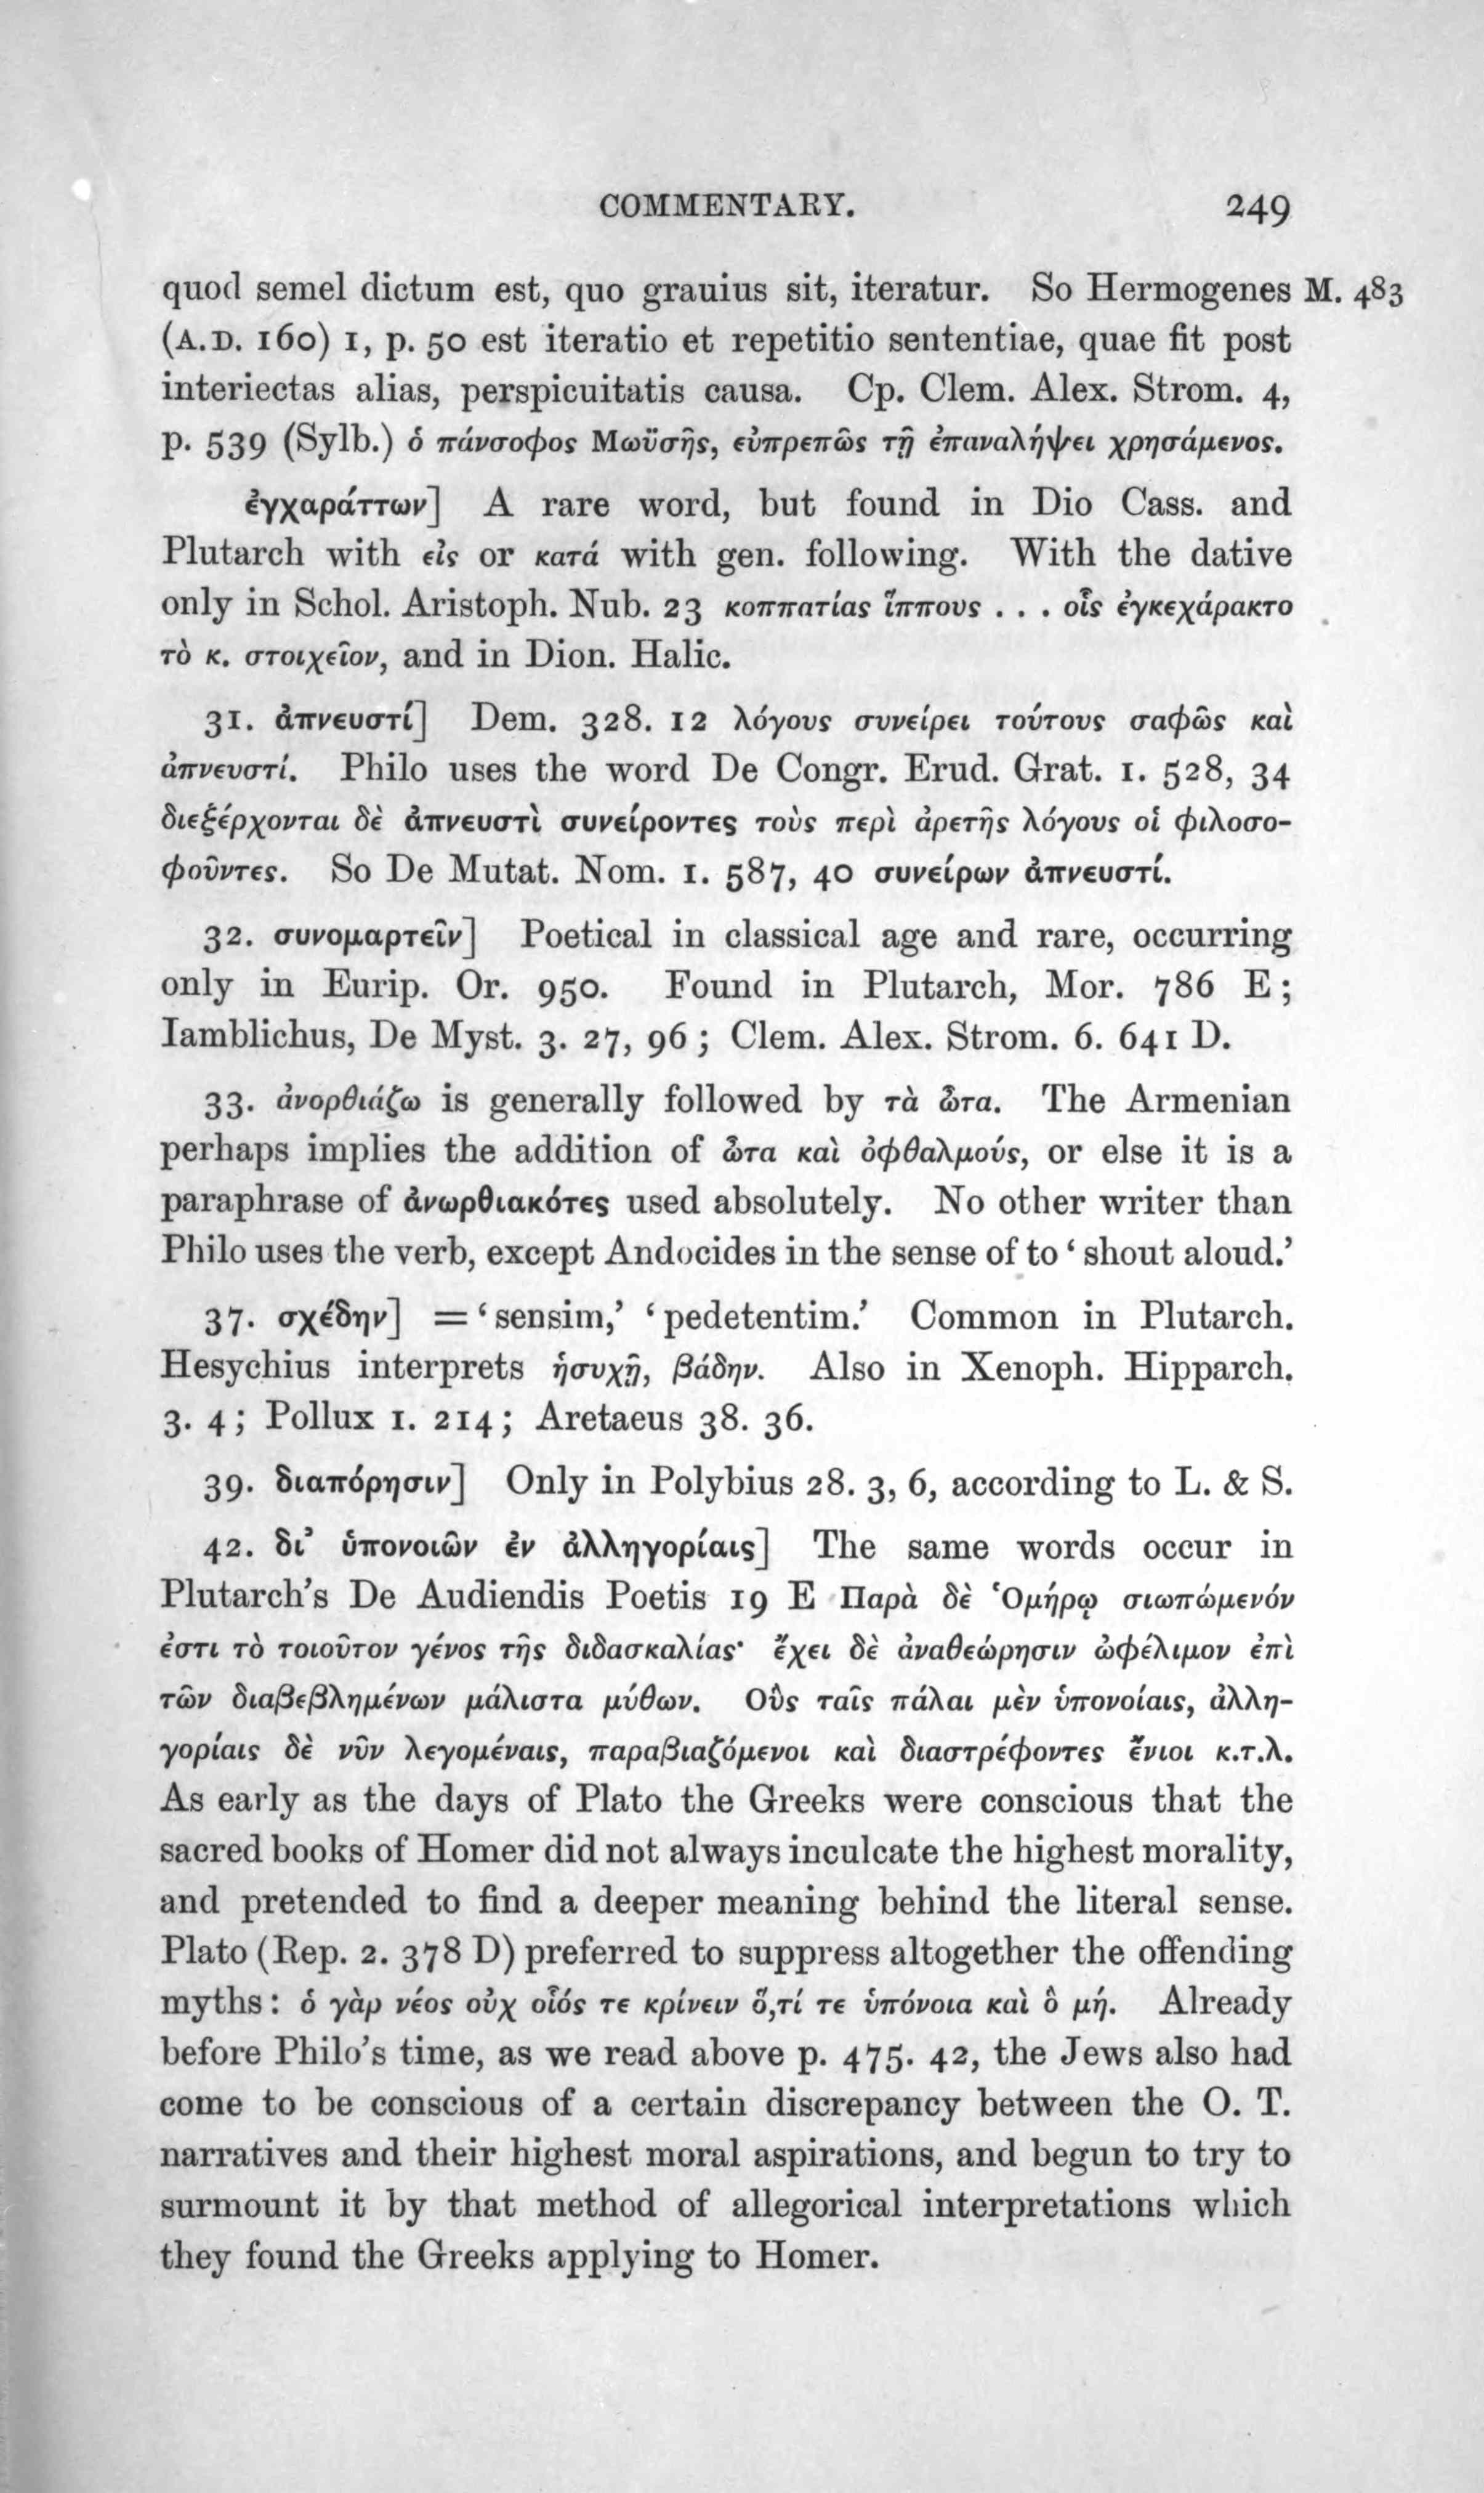 COMMENTARY. 249
quod semel dictum est, quo grauius sit, iteratur. So Hermogenes M. 483
(A.D. 160) I, p. 50 est iteratio et repetitio sententiae, quae fit post
interiectas alias, perspicuitatis causa. Cp. Clem. Alex. Strom. 4,
p. 539 (Sylb.) ὁ πάνσοφος Μωϋσῆς, εὐπρεπῶς τῇ ἐπαναλήψει χρησάμενος.
ἐγχαράττων] A rare word, but found in Dio Cass. and
Plutarch with εἰς or κατά with gen. following. With the dative
only in Schol. Aristoph. Nub. 23 κοππατίας ἵππους . . . οἷς ἐγκεχάρακτο
τὸ κ. στοιχεῖον, and in Dion. Halic.
31. ἀπνευστί] Dem. 328. 12 λόγους συνείρει τούτους σαφῶς καὶ
ἀπνευστί. Philo uses the word De Congr. Erud. Grat. I. 528, 34
διεξέρχονται δὲ ἀπνευστὶ συνείροντες τοὺς περὶ ἀρετῆς λόγους οἱ φιλοσο-
φοῦντες. So De Mutat. Nom. I. 587, 40 συνείρων ἀπνευστί.
32. συνομαρτεῖν] Poetical in classical age and rare, occurring
only in Eurip. Or. 950. Found in Plutarch, Mor. 786 E;
Iamblichus, De Myst. 3. 27, 96; Clem. Alex. Strom. 6. 641 D.
33. ἀνορθιάζω is generally followed by τὰ ὦτα. The Armenian
perhaps implies the addition of ὦτα καὶ ὀφθαλμούς, or else it is a
paraphrase of ἀνωρθιακότες used absolutely. No other writer than
Philo uses the verb, except Andocides in the sense of to ‘shout aloud.’
37. σχέδην] = ‘sensim,’ ‘pedetentim.’ Common in Plutarch.
Hesychius interprets ἡσυχῇ, βάδην. Also in Xenoph. Hipparch.
3. 4; Pollux I. 214; Aretaeus 38. 36.
39. διαπόρησιν] Only in Polybius 28. 3, 6, according to L. & S.
42. δι’ ὑπονοιῶν ἐν ἀλληγορίαις] The same words occur in
Plutarch’s De Audiendis Poetis 19 E Παρὰ δὲ Ὁμήρῳ σιωπώμενόν
ἐστι τὸ τοιοῦτον γένος τῆς διδασκαλίας· ἔχει δὲ ἀναθεώρησιν ὠφέλιμον ἐπὶ
τῶν διαβεβλημένων μάλιστα μύθων. Οὓς ταῖς πάλαι μὲν ὑπονοίαις, ἀλλη-
γορίαις δὲ νῦν λεγομέναις, παραβιαζόμενοι καὶ διαστρέφοντες ἔνιοι κ.τ.λ.
As early as the days of Plato the Greeks were conscious that the
sacred books of Homer did not always inculcate the highest morality,
and pretended to find a deeper meaning behind the literal sense.
Plato (Rep. 2. 378 D) preferred to suppress altogether the offending
myths: ὁ γὰρ νέος οὐχ οἷός τε κρίνειν ὅ,τί τε ὑπόνοια καὶ ὃ μή. Already
before Philo’s time, as we read above p. 475. 42, the Jews also had
come to be conscious of a certain discrepancy between the O. T.
narratives and their highest moral aspirations, and begun to try to
surmount it by that method of allegorical interpretations which
they found the Greeks applying to Homer.